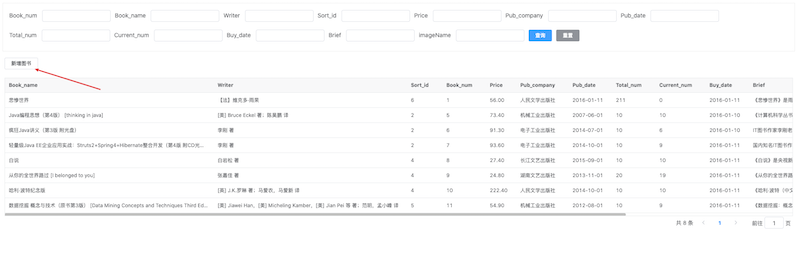 Book_num Book_name Writer Sort_id Price Pub_company Pub_date
Total_num Current_num Buy_date Brief ImageName 查询 重置
新增图书
Book_name Writer Sort_id Book_num Price Pub_company Pub_date Total_num Current_num Buy_date Brief
悲惨世界 【法】维克多·雨果 6 1 56.00 人民文学出版社 2016-01-11 211 0 2016-01-11 《悲惨世界》是雨
Java编程思想(第4版) [thinking in java] [美] Bruce Eckel 著;陈昊鹏 译 2 5 73.40 机械工业出版社 2007-06-01 10 10 2016-01-11 《计算机科学丛书
疯狂Java讲义(第3版 附光盘) 李刚 著 2 6 91.30 电子工业出版社 2014-07-01 10 6 2016-01-11 IT图书作家李刚老
轻量级Java EE企业应用实战:Struts2+Spring4+Hibernate整合开发(第4版 附CD光... 李刚 著 2 7 93.60 电子工业出版社 2014-10-01 10 9 2016-01-11 国内知名IT图书作
白说 白岩松 著 4 8 27.40 长江文艺出版社 2015-09-01 10 10 2016-01-11 《白说》是央视新
从你的全世界路过 [I belonged to you] 张嘉佳 著 4 9 24.80 湖南文艺出版社 2013-11-01 20 19 2016-01-11 《从你的全世界路
哈利·波特纪念版 [英] J.K.罗琳 著;马爱农、马爱新 译 4 10 222.40 人民文学出版社 2014-10-01 10 10 2016-01-11 《哈利·波特(中文
数据挖掘 概念与技术(原书第3版) [Data Mining Concepts and Techniques Third Ed... [美] Jiawei Han, [美] Micheling Kamber, [美] Jian Pei 等 著;范明,孟小峰 译 5 11 54.90 机械工业出版社 2012-08-01 10 9 2016-01-11 《数据挖掘:概念
共 8 条 1 前往 1 页